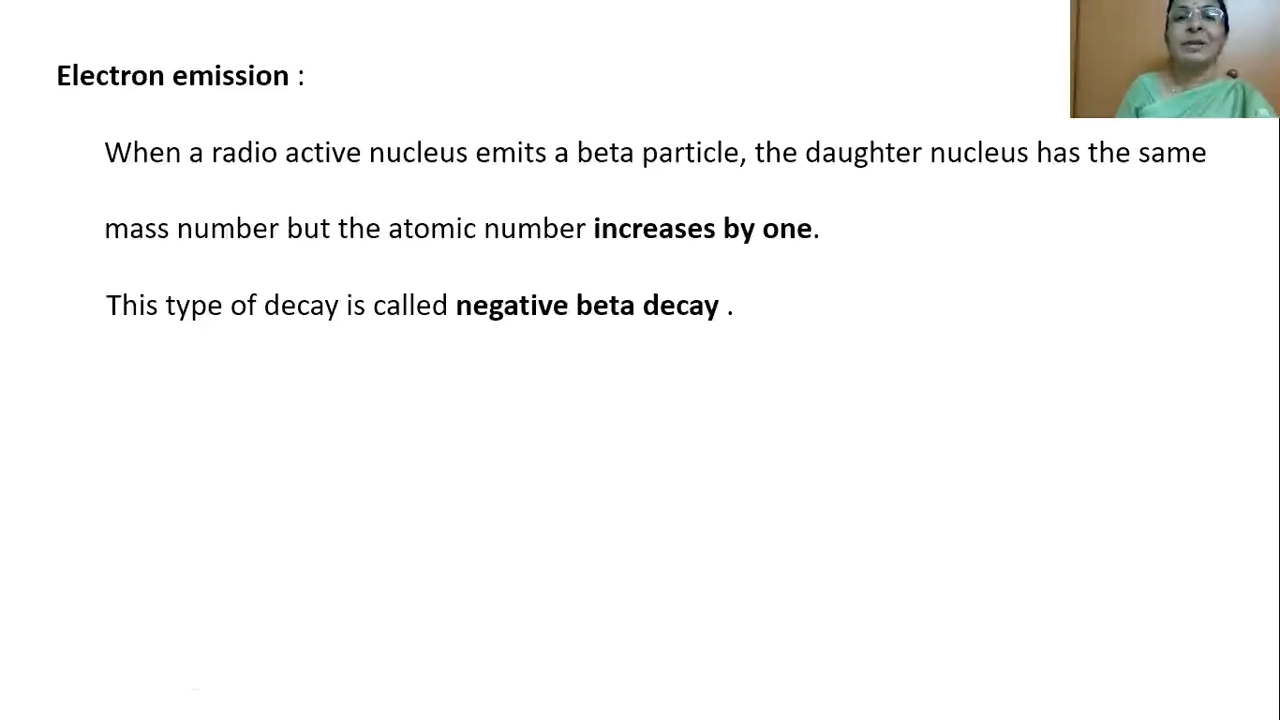 Electron emission :
When a radio active nucleus emits a beta particle, the daughter nucleus has the same
mass number but the atomic number increases by one.
This type of decay is called negative beta decay .